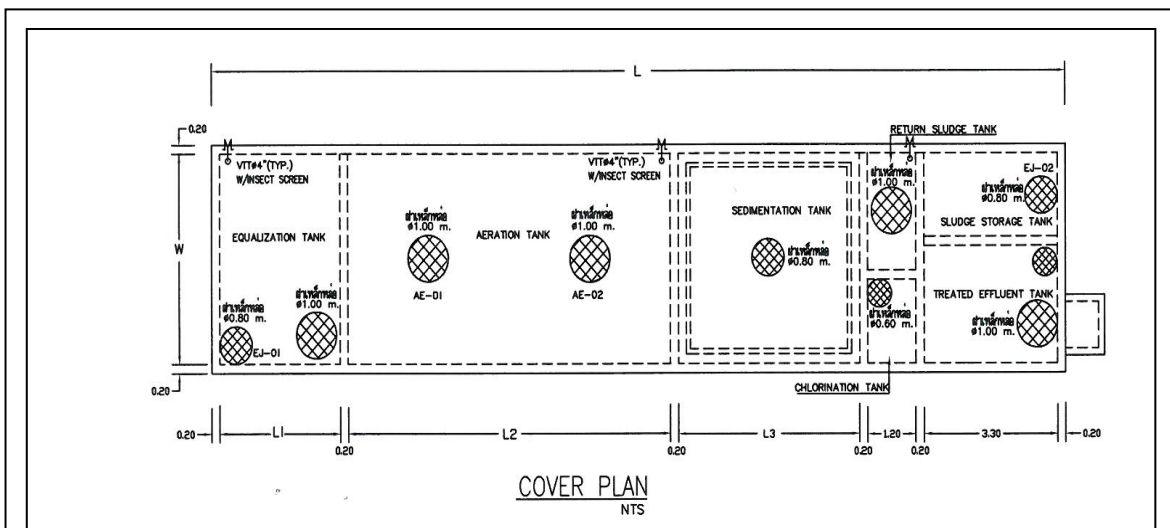 L
0.20
RETURN SLUDGE TANK
VTTø4"(TYP.)
W/INSECT SCREEN
VTTø4"(TYP.)
W/INSECT SCREEN
ฝาเหล็กหล่อ
ø1.00 m.
EJ-02
ฝาเหล็กหล่อ
ø0.80 m.
SLUDGE STORAGE TANK
W
EQUALIZATION TANK
ฝาเหล็กหล่อ
ø1.00 m.
AERATION TANK
ฝาเหล็กหล่อ
ø1.00 m.
SEDIMENTATION TANK
ฝาเหล็กหล่อ
ø0.80 m.
AE-01
AE-02
ฝาเหล็กหล่อ
ø0.80 m.
EJ-01
ฝาเหล็กหล่อ
ø1.00 m.
ฝาเหล็กหล่อ
ø0.60 m.
TREATED EFFLUENT TANK
ฝาเหล็กหล่อ
ø1.00 m.
0.20
CHLORINATION TANK
0.20
L1
0.20
L2
0.20
L3
0.20
1.20
0.20
3.30
0.20
COVER PLAN
NTS